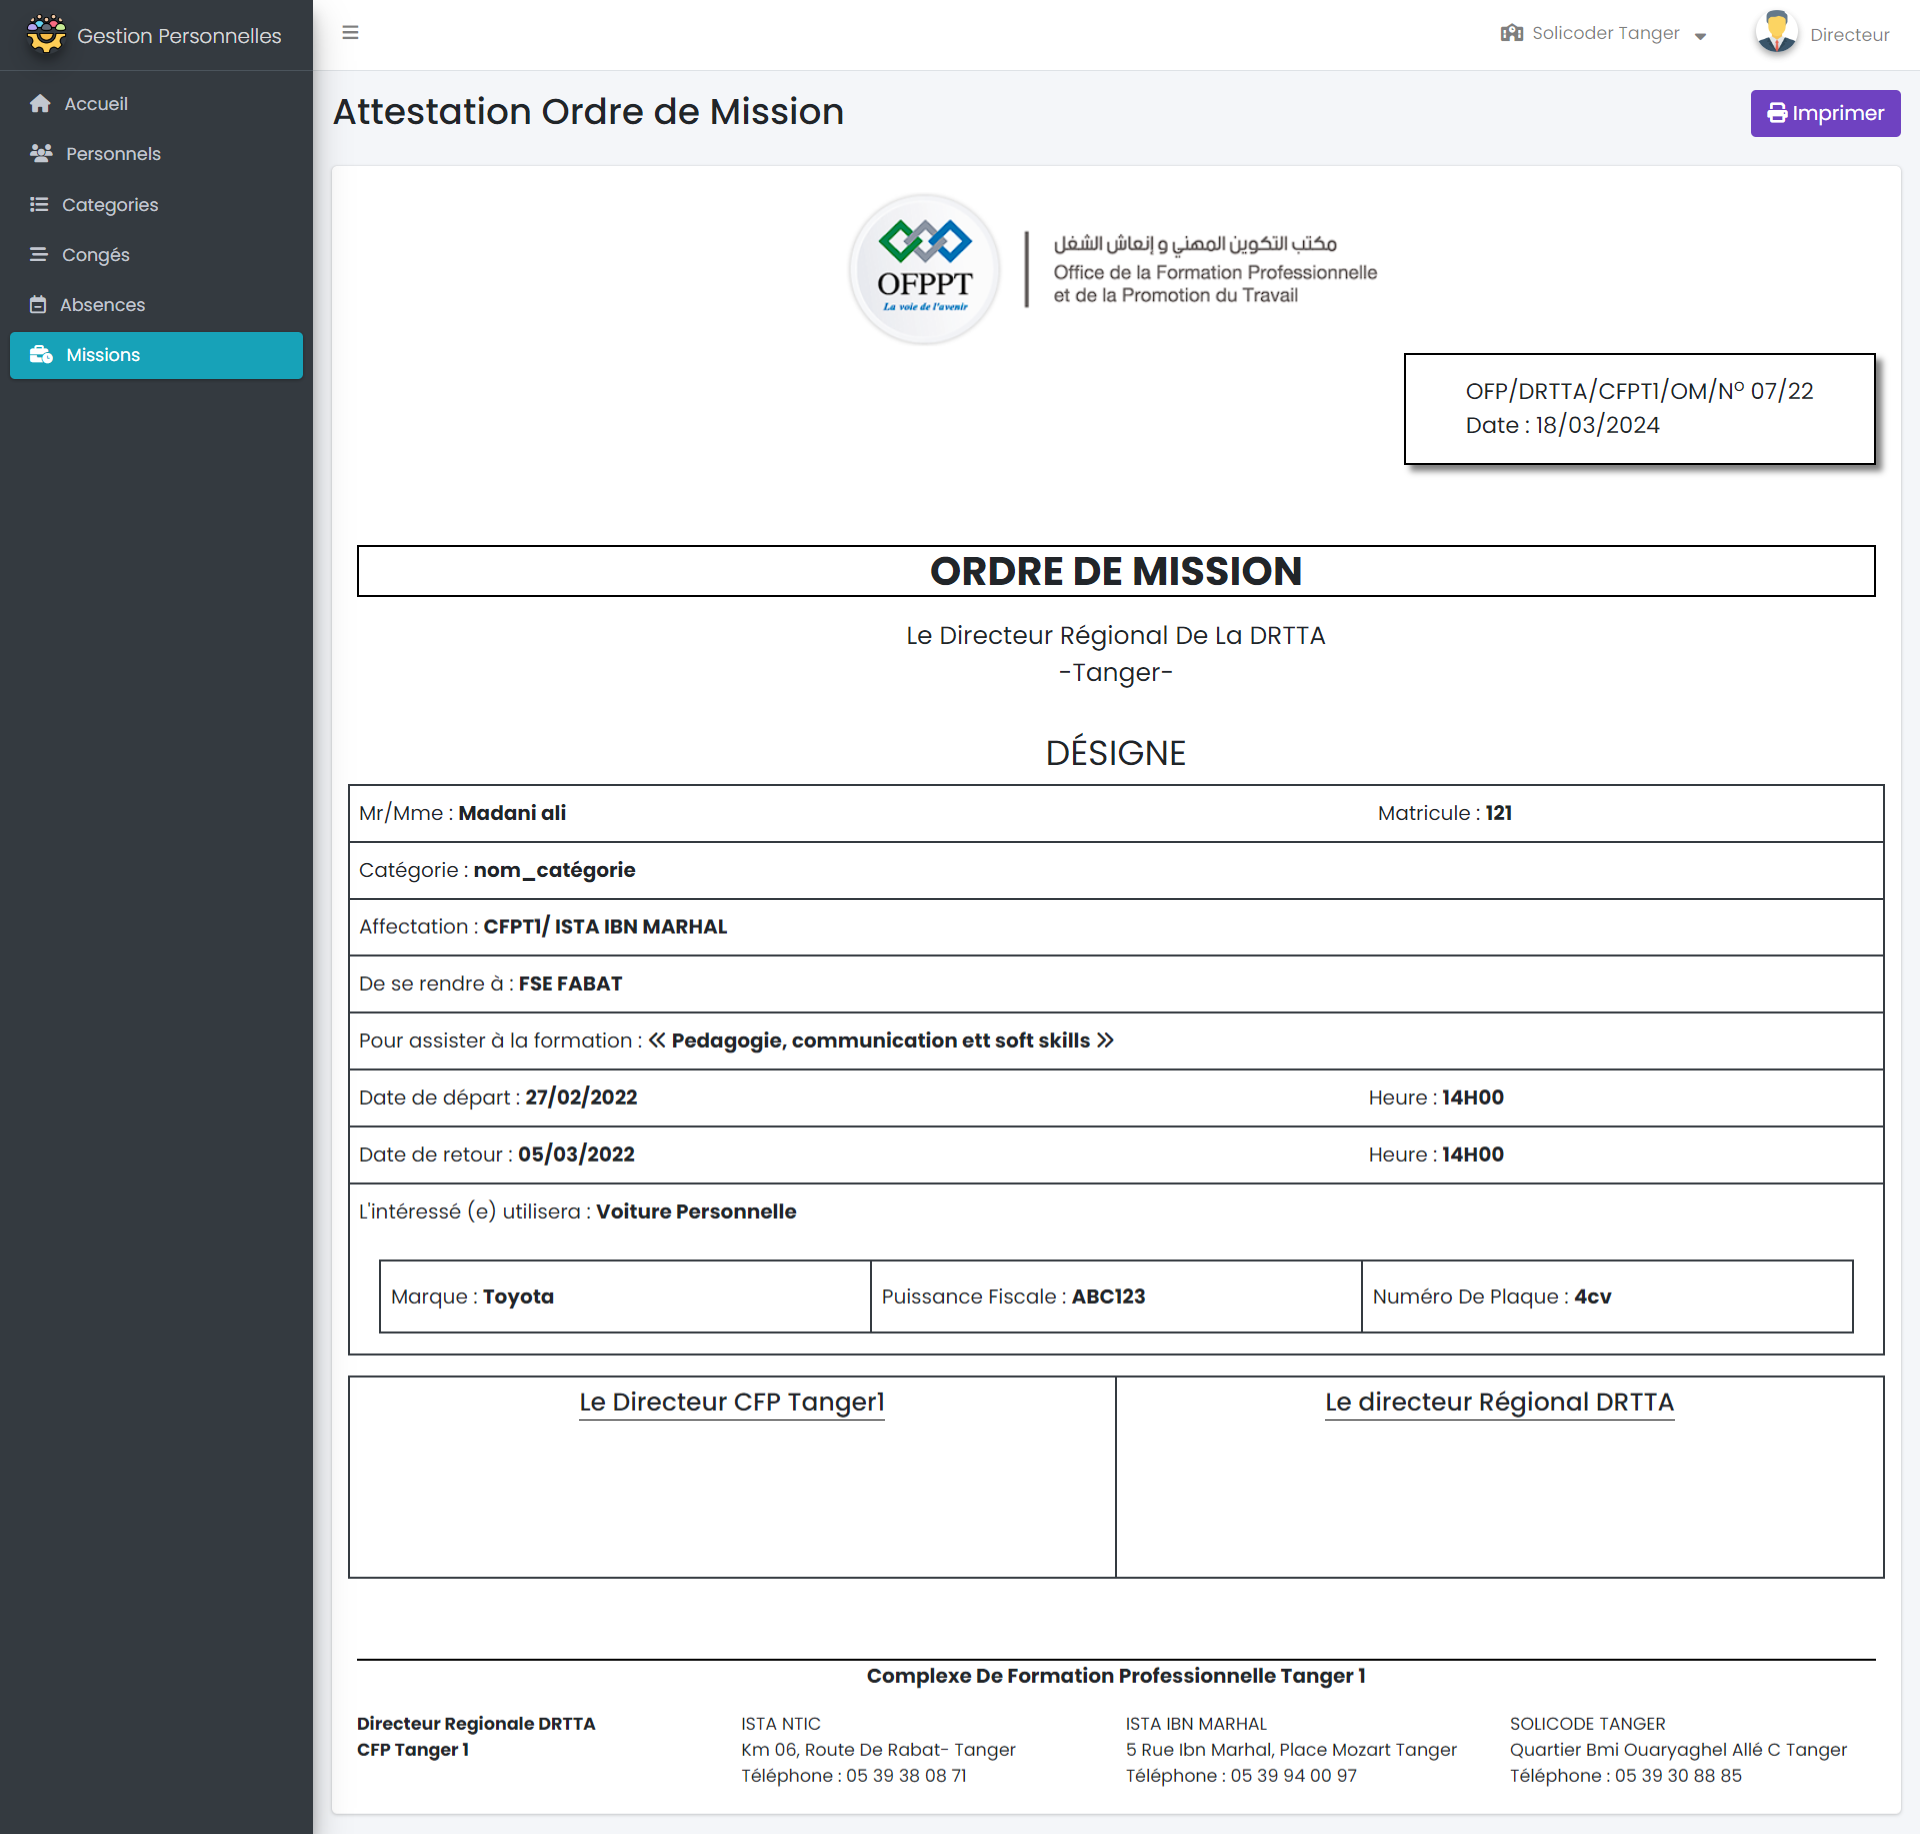 Gestion Personnelles
Solicoder Tanger
Directeur
Accueil
Personnels
Categories
Congés
Absences
Missions
Attestation Ordre de Mission
Imprimer
OFPPT
La voie de l'avenir
مكتب التكوين المهني و إنعاش الشغل
Office de la Formation Professionnelle
et de la Promotion du Travail
OFP/DRTTA/CFPT1/OM/Nº 07/22
Date : 18/03/2024
ORDRE DE MISSION
Le Directeur Régional De La DRTTA
-Tanger-
DÉSIGNE
Mr/Mme : Madani ali Matricule : 121
Catégorie : nom_catégorie
Affectation : CFPT1/ ISTA IBN MARHAL
De se rendre à : FSE FABAT
Pour assister à la formation : « Pedagogie, communication ett soft skills »
Date de départ : 27/02/2022 Heure : 14H00
Date de retour : 05/03/2022 Heure : 14H00
L'intéressé (e) utilisera : Voiture Personnelle
Marque : Toyota Puissance Fiscale : ABC123 Numéro De Plaque : 4cv
Le Directeur CFP Tanger1 Le directeur Régional DRTTA
Complexe De Formation Professionnelle Tanger 1
Directeur Regionale DRTTA
CFP Tanger 1
ISTA NTIC
Km 06, Route De Rabat- Tanger
Téléphone : 05 39 38 08 71
ISTA IBN MARHAL
5 Rue Ibn Marhal, Place Mozart Tanger
Téléphone : 05 39 94 00 97
SOLICODE TANGER
Quartier Bmi Ouaryaghel Allé C Tanger
Téléphone : 05 39 30 88 85